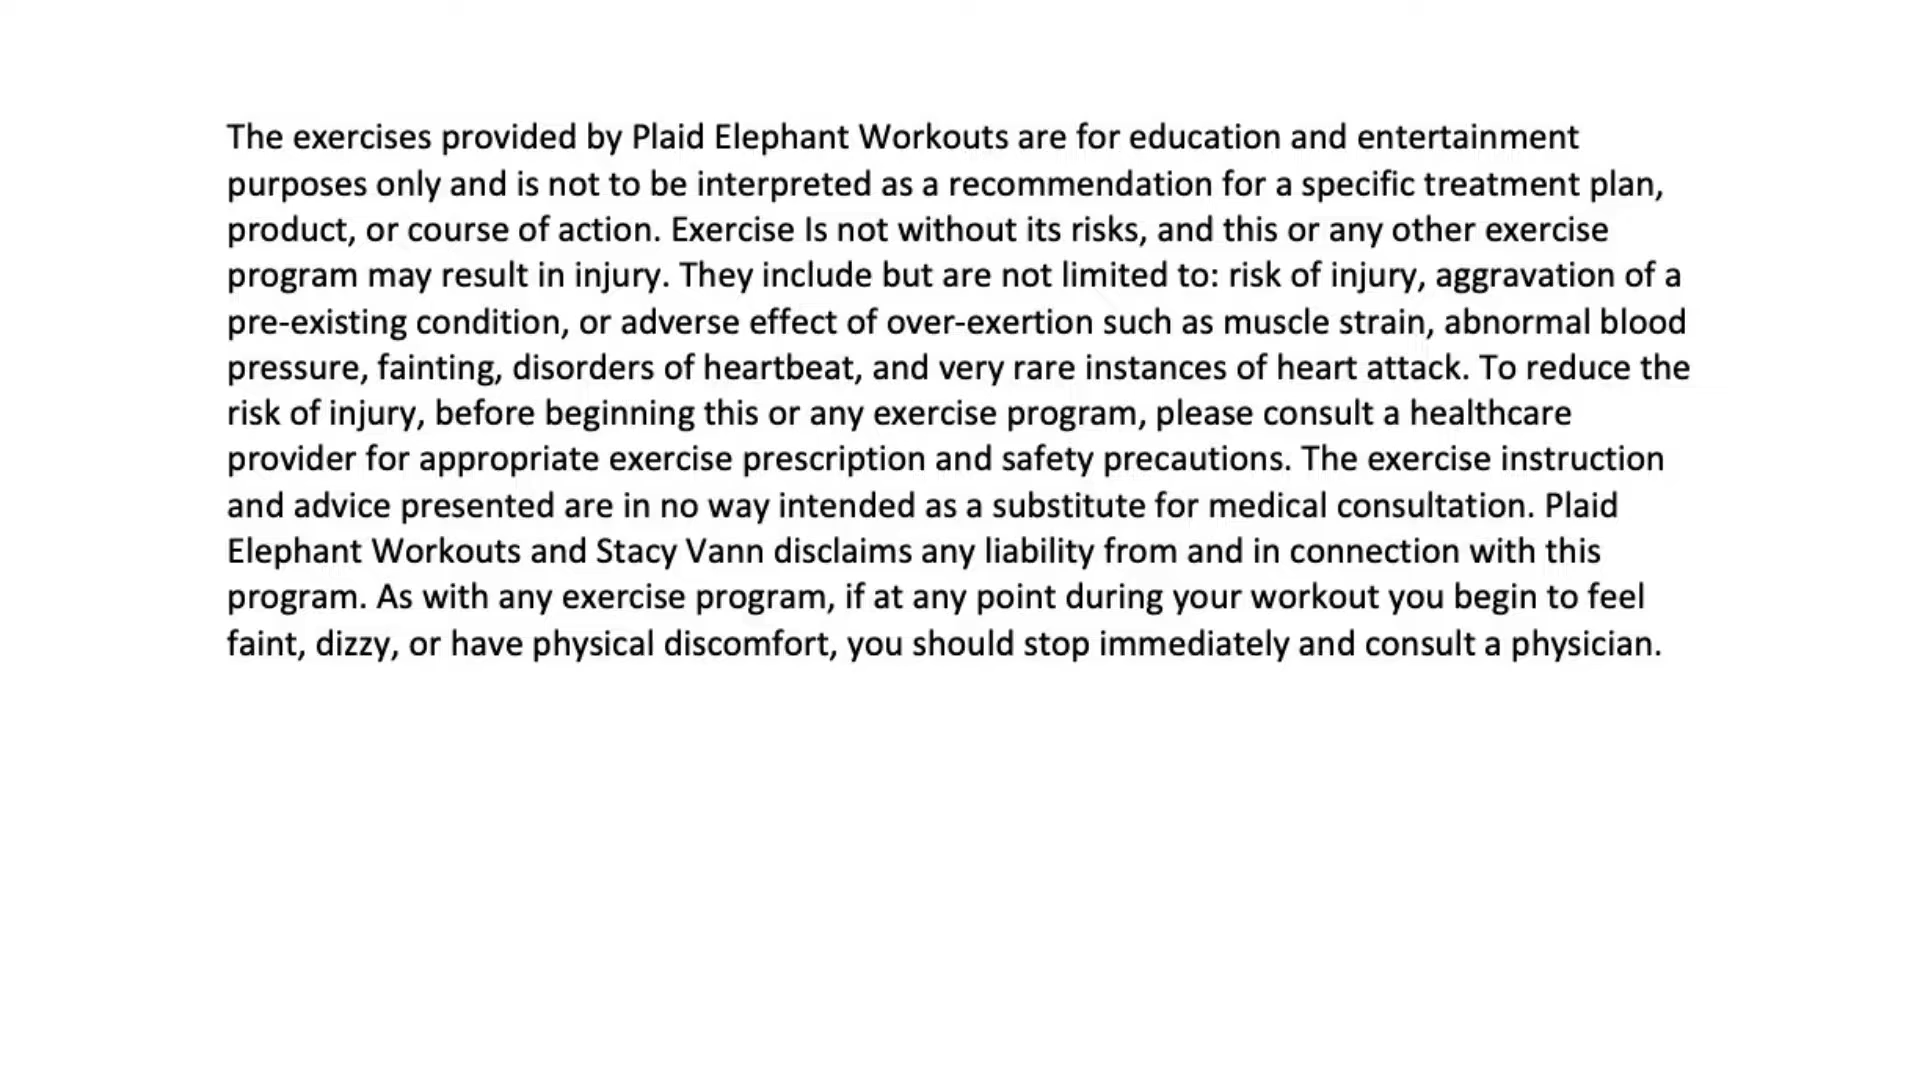 The exercises provided by Plaid Elephant Workouts are for education and entertainment
purposes only and is not to be interpreted as a recommendation for a specific treatment plan,
product, or course of action. Exercise Is not without its risks, and this or any other exercise
program may result in injury. They include but are not limited to: risk of injury, aggravation of a
pre-existing condition, or adverse effect of over-exertion such as muscle strain, abnormal blood
pressure, fainting, disorders of heartbeat, and very rare instances of heart attack. To reduce the
risk of injury, before beginning this or any exercise program, please consult a healthcare
provider for appropriate exercise prescription and safety precautions. The exercise instruction
and advice presented are in no way intended as a substitute for medical consultation. Plaid
Elephant Workouts and Stacy Vann disclaims any liability from and in connection with this
program. As with any exercise program, if at any point during your workout you begin to feel
faint, dizzy, or have physical discomfort, you should stop immediately and consult a physician.